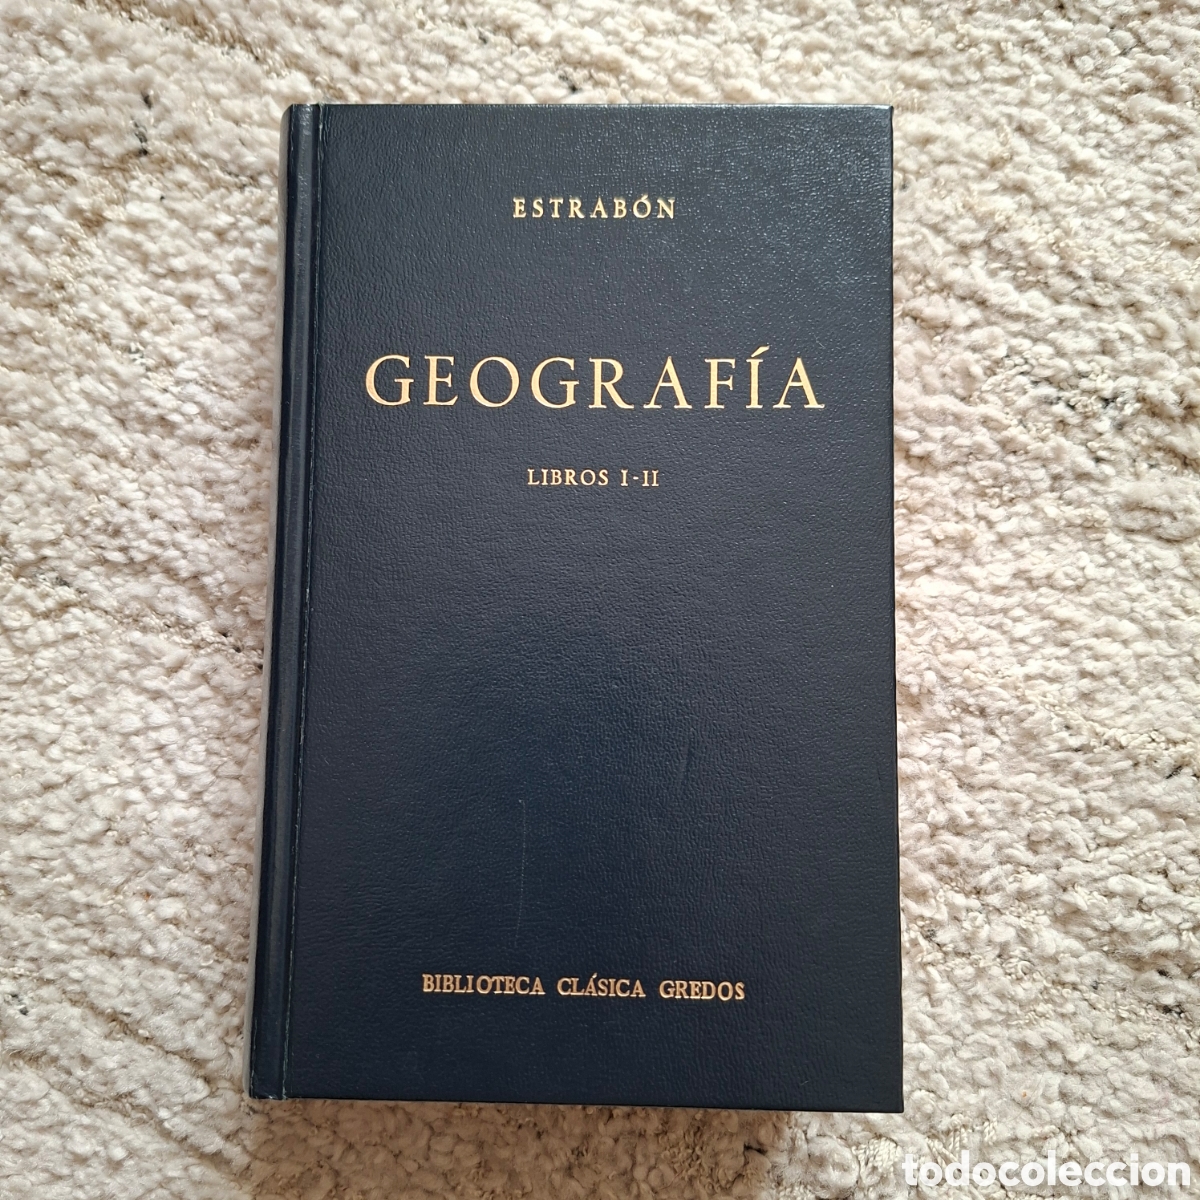 ESTRABÓN
GEOGRAFÍA
LIBROS I-II
BIBLIOTECA CLÁSICA GREDOS
todocoleccion